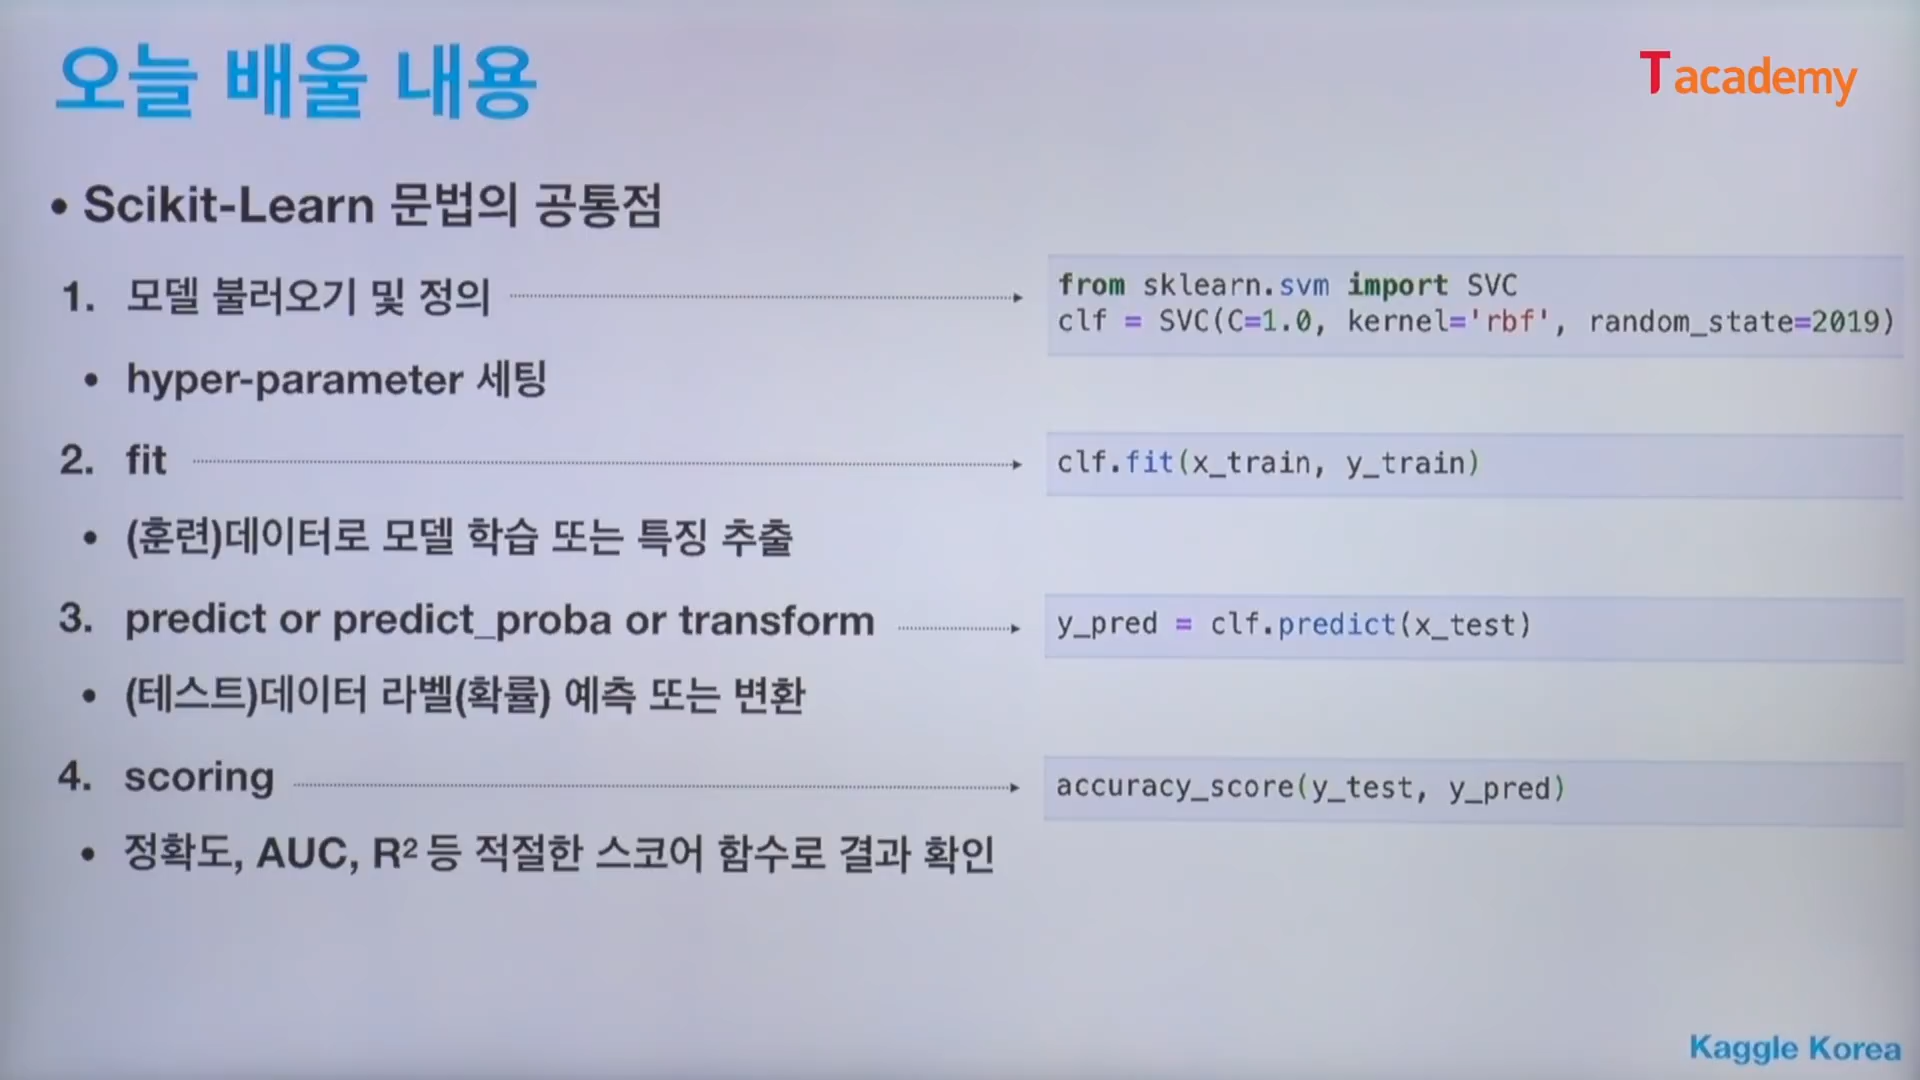 오늘 배울 내용
T academy
• Scikit-Learn 문법의 공통점
1. 모델 불러오기 및 정의
from sklearn.svm import SVC
clf = SVC(C=1.0, kernel='rbf', random_state=2019)
• hyper-parameter 세팅
2. fit
clf.fit(x_train, y_train)
• (훈련)데이터로 모델 학습 또는 특징 추출
3. predict or predict_proba or transform
y_pred = clf.predict(x_test)
• (테스트)데이터 라벨(확률) 예측 또는 변환
4. scoring
accuracy_score(y_test, y_pred)
• 정확도, AUC, R² 등 적절한 스코어 함수로 결과 확인
Kaggle Korea